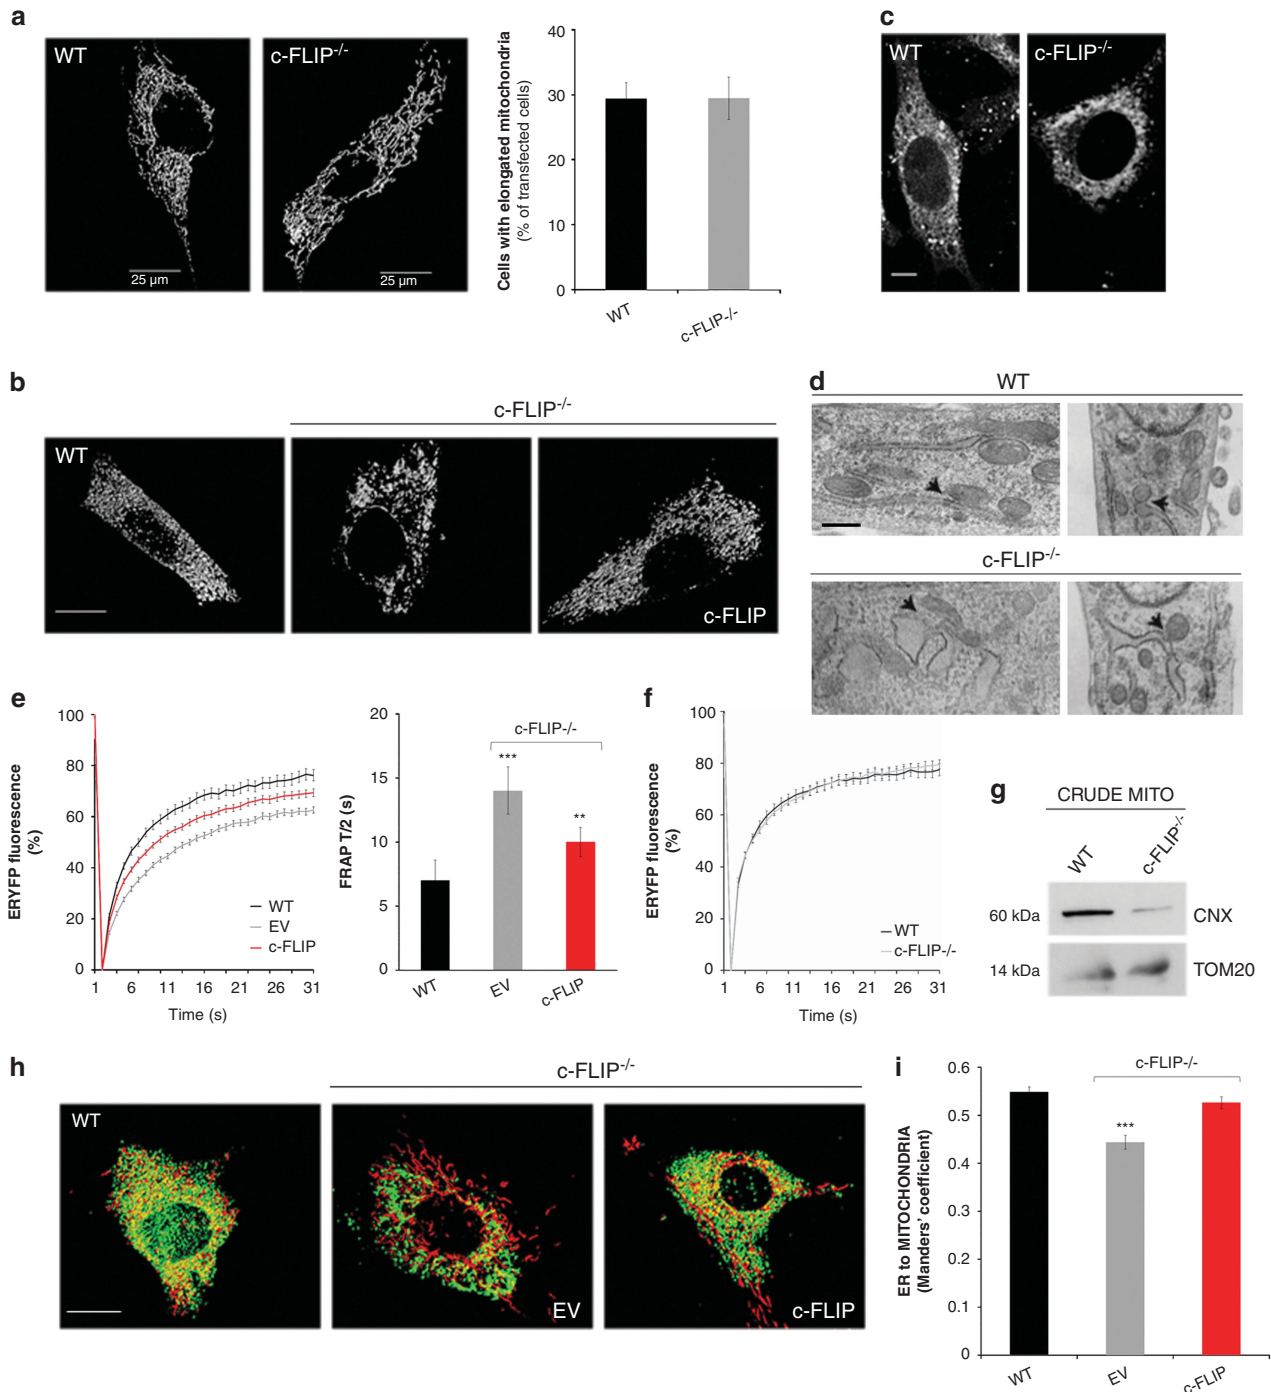 a
WT
25 µm
c-FLIP-/-
25 µm
Cells with elongated mitochondria
(% of transfected cells)
40
30
20
10
0
WT
c-FLIP-/-
c
WT
c-FLIP-/-
b
c-FLIP-/-
WT
c-FLIP
d
WT
c-FLIP-/-
e
ERYFP fluorescence
(%)
100
80
60
40
20
0
WT
EV
c-FLIP
1 6 11 16 21 26 31
Time (s)
FRAP T/2 (s)
20
15
10
5
0
c-FLIP-/-
***
**
WT
EV
c-FLIP
f
ERYFP fluorescence
(%)
100
80
60
40
20
0
WT
c-FLIP-/-
1 6 11 16 21 26 31
Time (s)
g
CRUDE MITO
WT
c-FLIP-/-
60 kDa
CNX
14 kDa
TOM20
h
c-FLIP-/-
WT
EV
c-FLIP
i
ER to MITOCHONDRIA
(Manders' coefficient)
0.6
0.5
0.4
0.3
0.2
0.1
0
c-FLIP-/-
***
WT
EV
c-FLIP